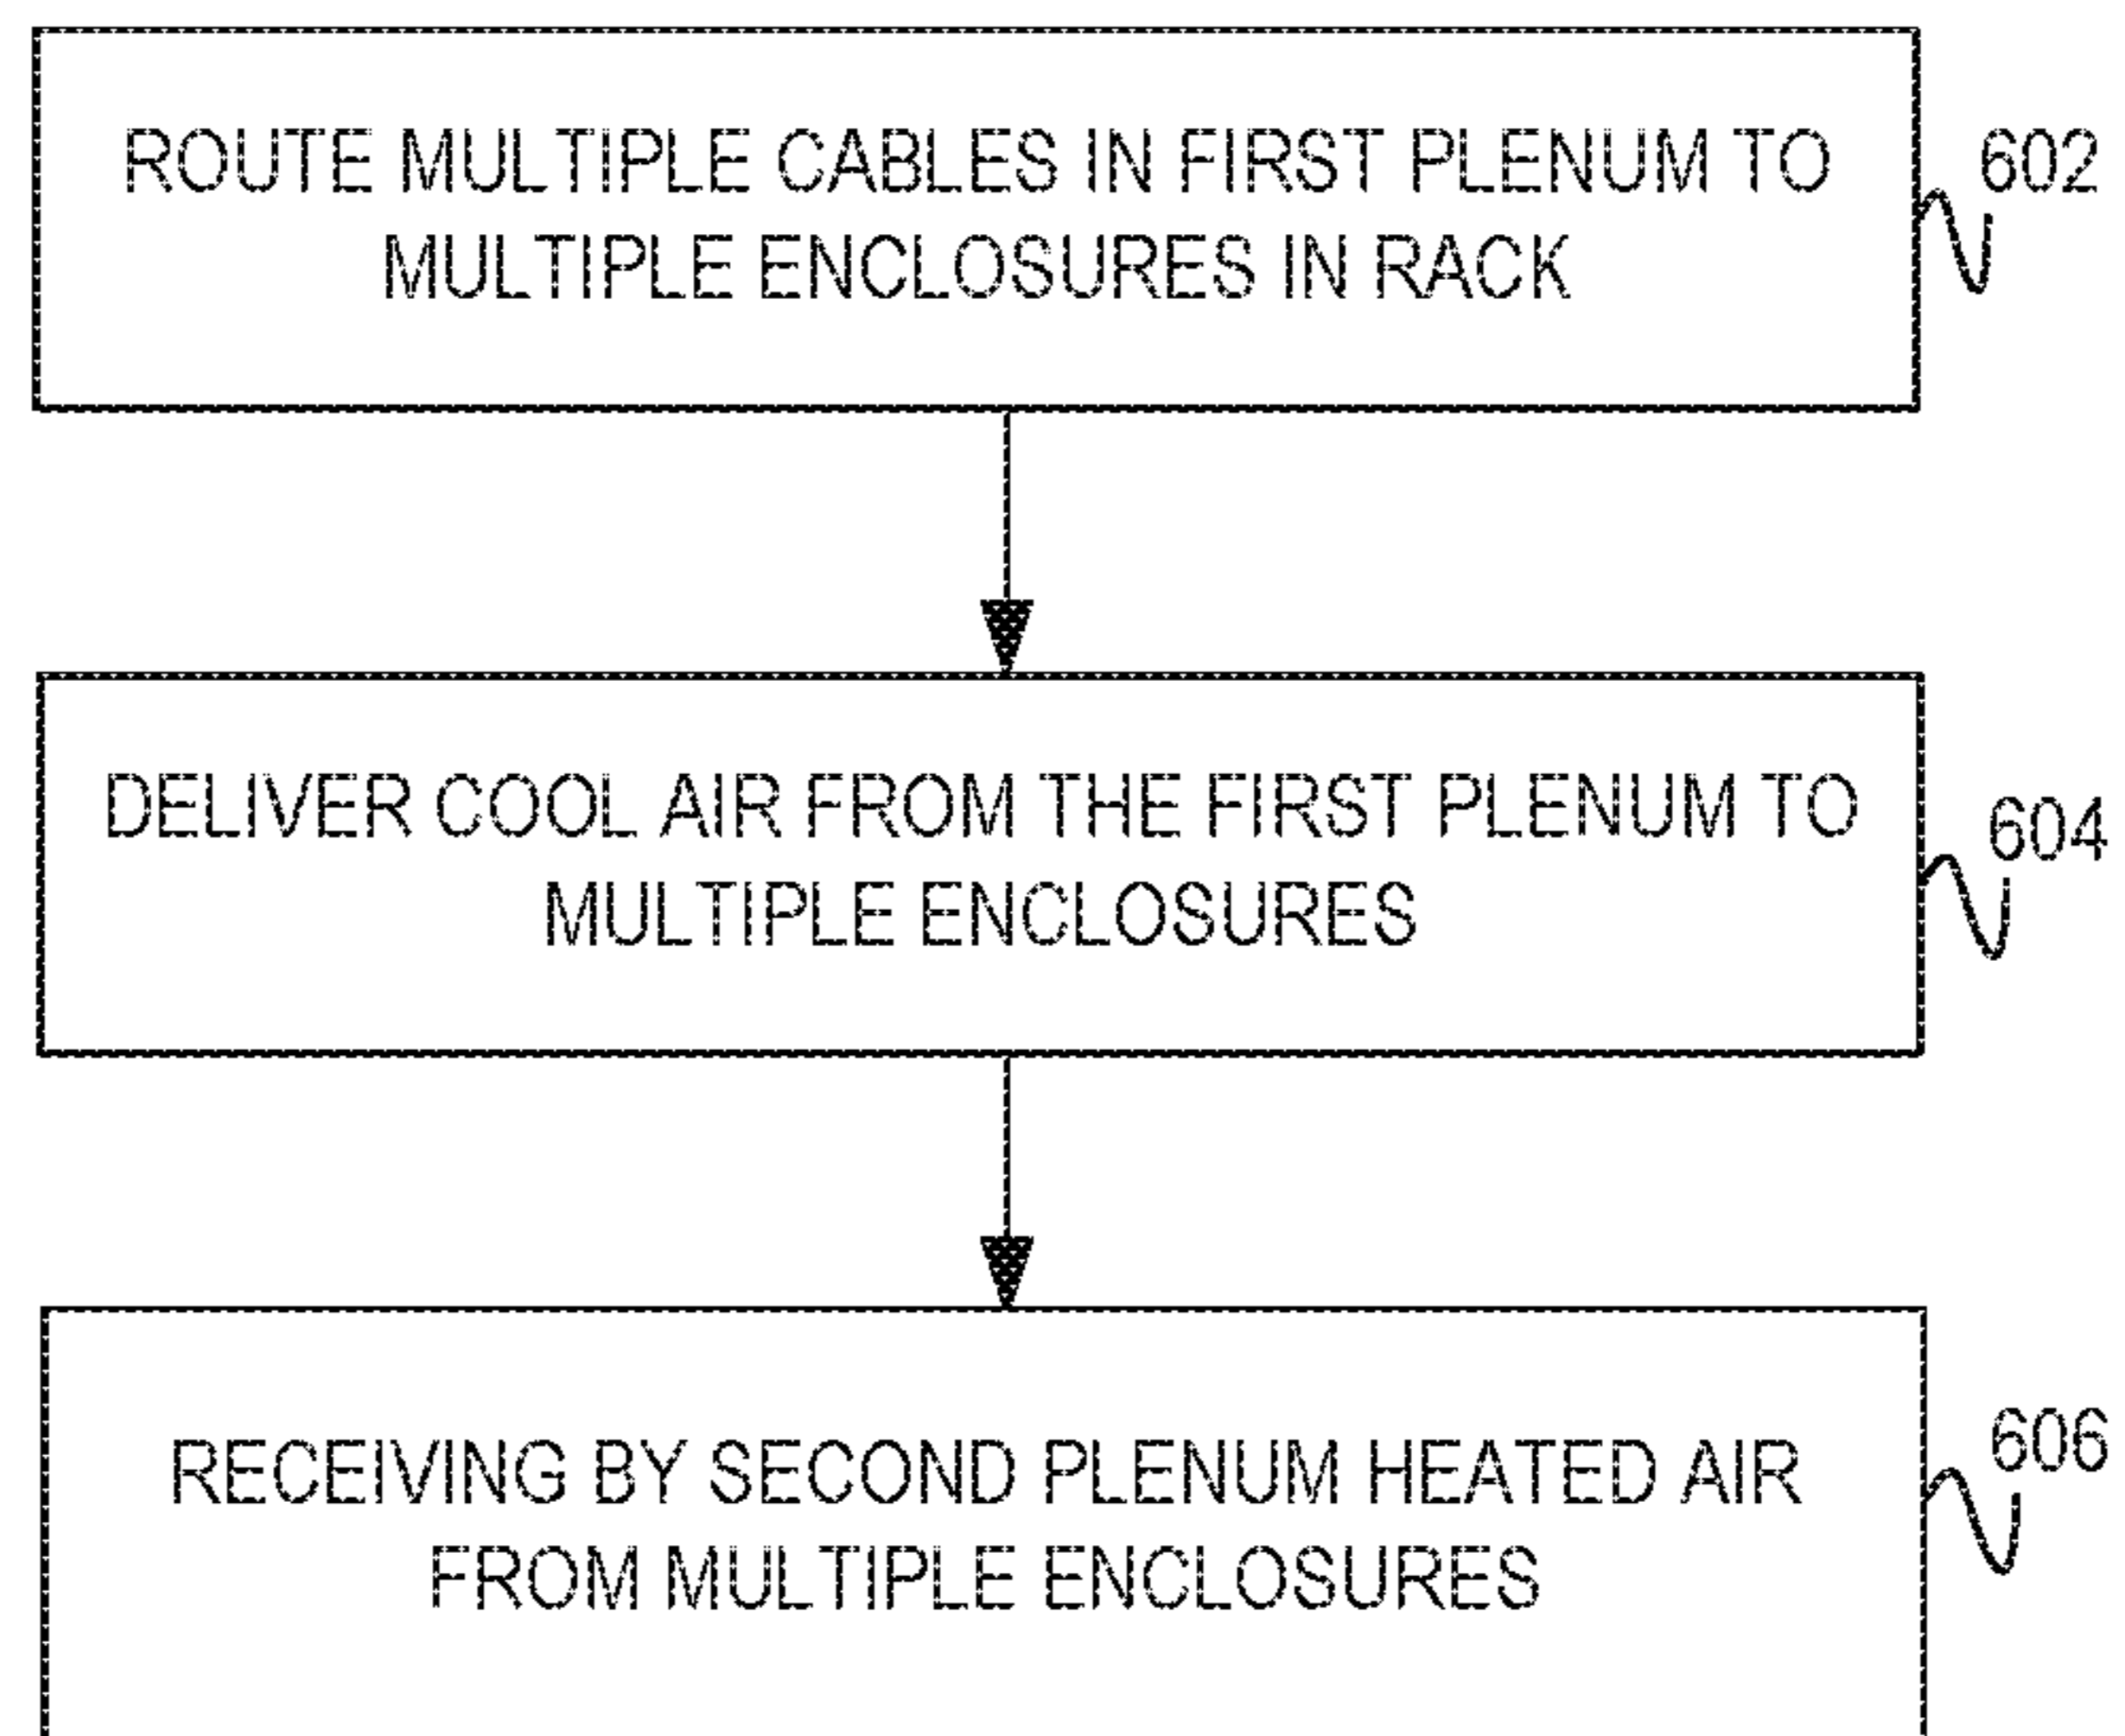 ROUTE MULTIPLE CABLES IN FIRST PLENUM TO
MULTIPLE ENCLOSURES IN RACK
602
DELIVER COOL AIR FROM THE FIRST PLENUM TO
MULTIPLE ENCLOSURES
604
RECEIVING BY SECOND PLENUM HEATED AIR
FROM MULTIPLE ENCLOSURES
606